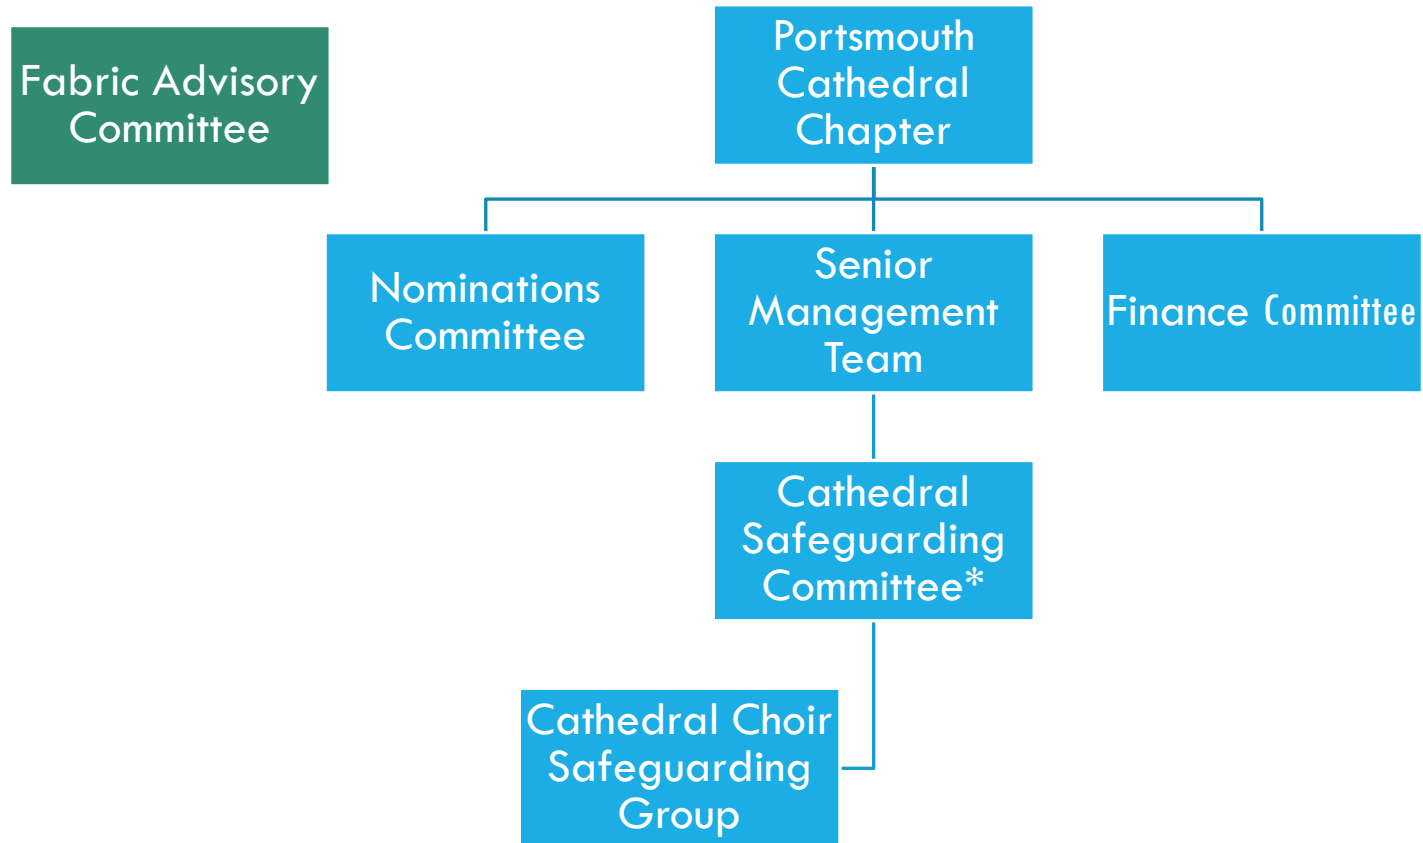 Fabric Advisory
Committee
Portsmouth
Cathedral
Chapter
Nominations
Committee
Senior
Management
Team
Finance Committee
Cathedral
Safeguarding
Committee*
Cathedral Choir
Safeguarding
Group